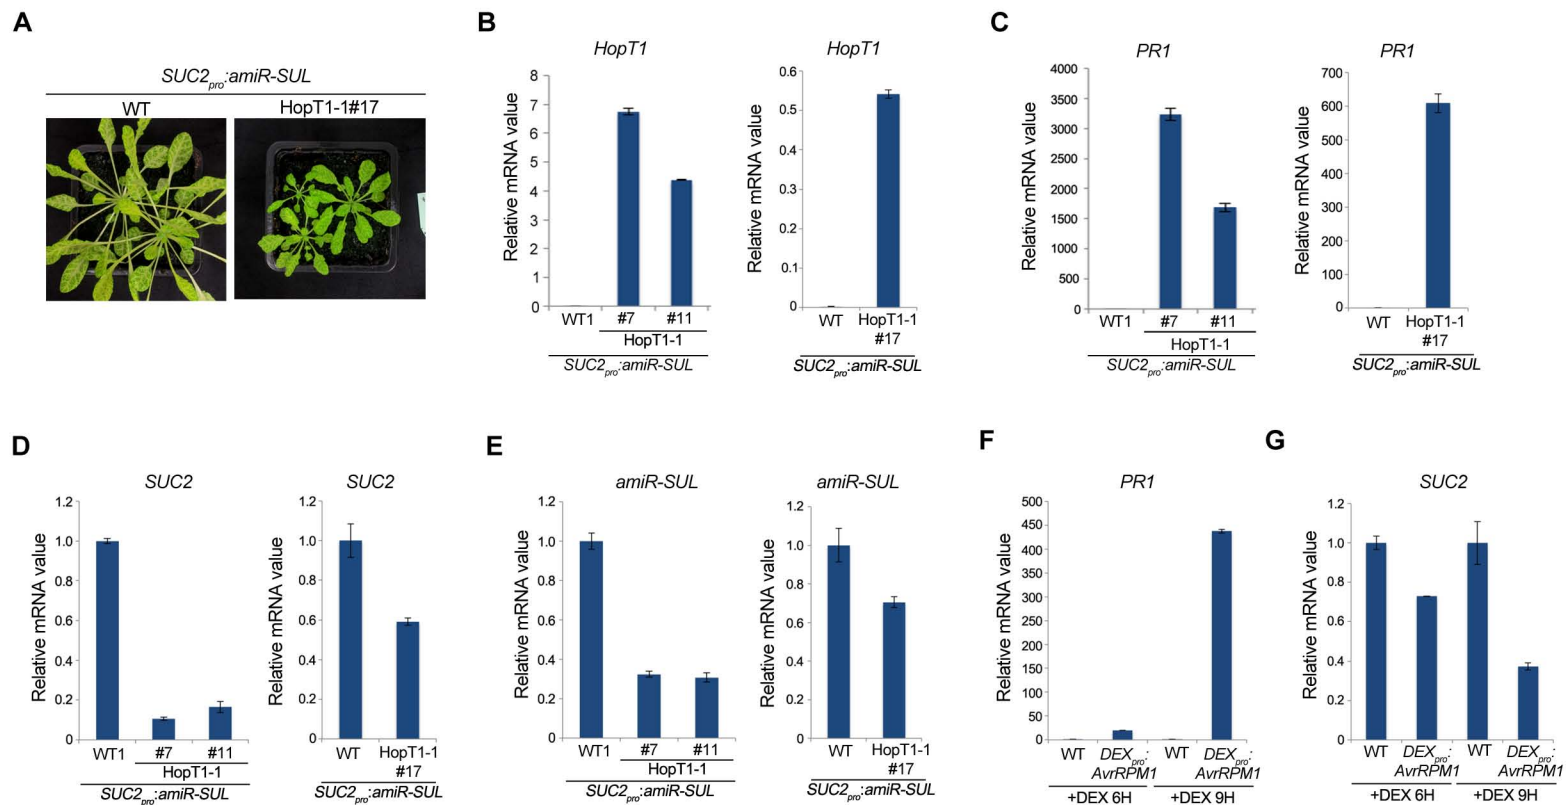 A
SUC2pro:amiR-SUL
WT
HopT1-1#17
B
HopT1
Relative mRNA value
8
7
6
5
4
3
2
1
0
WT1
#7
#11
HopT1-1
SUC2pro:amiR-SUL
HopT1
Relative mRNA value
0.6
0.5
0.4
0.3
0.2
0.1
0
WT
HopT1-1
#17
SUC2pro:amiR-SUL
C
PR1
Relative mRNA value
4000
3500
3000
2500
2000
1500
1000
500
0
WT1
#7
#11
HopT1-1
SUC2pro:amiR-SUL
PR1
Relative mRNA value
700
600
500
400
300
200
100
0
WT
HopT1-1
#17
SUC2pro:amiR-SUL
D
SUC2
Relative mRNA value
1.2
1.0
0.8
0.6
0.4
0.2
0
WT1
#7
#11
HopT1-1
SUC2pro:amiR-SUL
SUC2
Relative mRNA value
1.2
1.0
0.8
0.6
0.4
0.2
0
WT
HopT1-1
#17
SUC2pro:amiR-SUL
E
amiR-SUL
Relative mRNA value
1.2
1.0
0.8
0.6
0.4
0.2
0
WT1
#7
#11
HopT1-1
SUC2pro:amiR-SUL
amiR-SUL
Relative mRNA value
1.2
1.0
0.8
0.6
0.4
0.2
0
WT
HopT1-1
#17
SUC2pro:amiR-SUL
F
PR1
Relative mRNA value
500
450
400
350
300
250
200
150
100
50
0
WT
DEXpro:
AvrRPM1
WT
DEXpro:
AvrRPM1
+DEX 6H
+DEX 9H
G
SUC2
Relative mRNA value
1.2
1.0
0.8
0.6
0.4
0.2
0
WT
DEXpro:
AvrRPM1
WT
DEXpro:
AvrRPM1
+DEX 6H
+DEX 9H